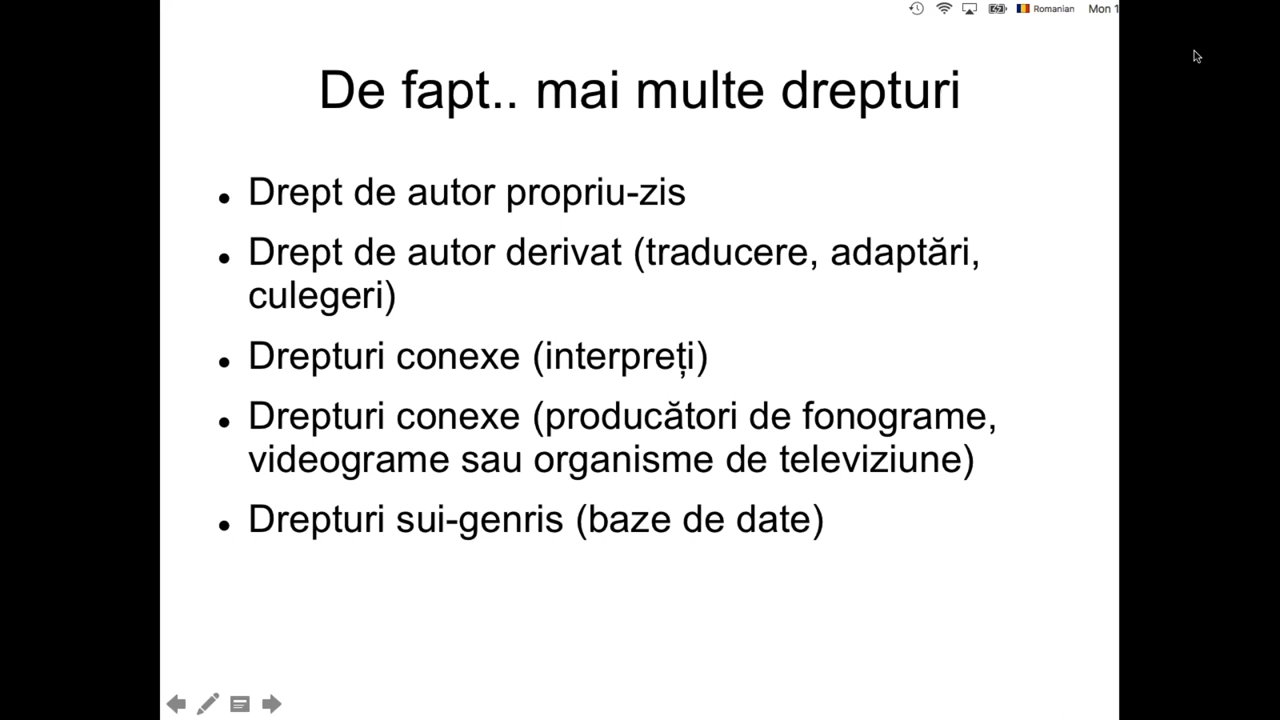 Romanian Mon 1
De fapt.. mai multe drepturi
Drept de autor propriu-zis
Drept de autor derivat (traducere, adaptări,
culegeri)
Drepturi conexe (interpreți)
Drepturi conexe (producători de fonograme,
videograme sau organisme de televiziune)
Drepturi sui-genris (baze de date)